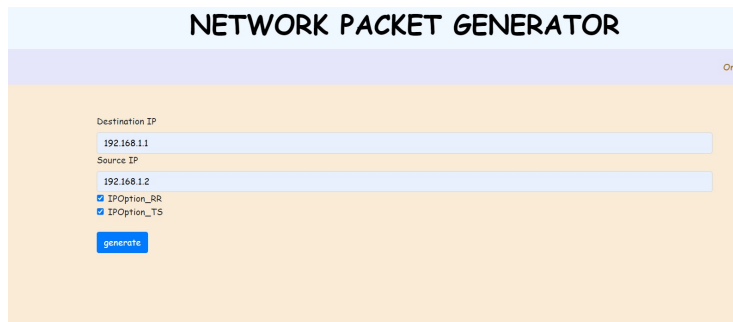 NETWORK PACKET GENERATOR
Destination IP
192.168.1.1
Source IP
192.168.1.2
IPOption_RR
IPOption_TS
generate